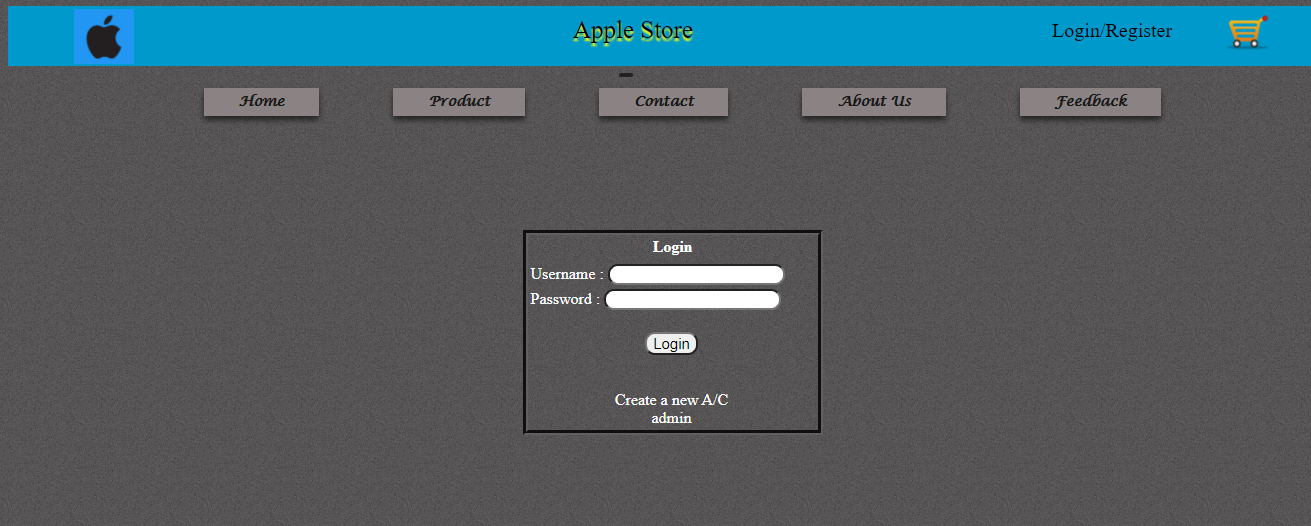 Apple Store
Login/Register
Home
Product
Contact
About Us
Feedback
Login
Username :
Password :
Login
Create a new A/C
admin